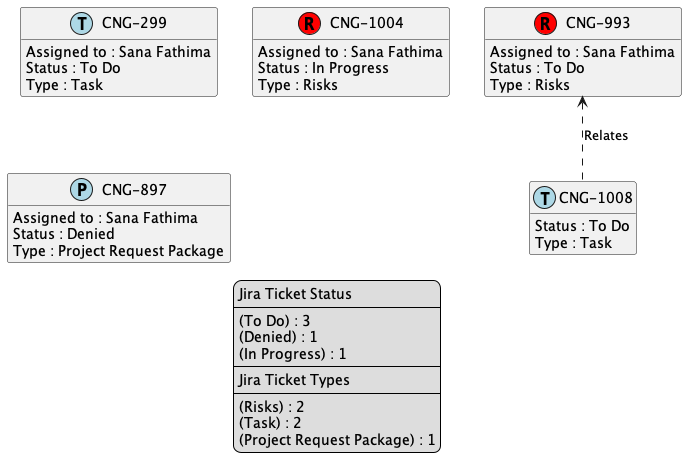 T CNG-299
Assigned to : Sana Fathima
Status : To Do
Type : Task
R CNG-1004
Assigned to : Sana Fathima
Status : In Progress
Type : Risks
R CNG-993
Assigned to : Sana Fathima
Status : To Do
Type : Risks
Relates
P CNG-897
Assigned to : Sana Fathima
Status : Denied
Type : Project Request Package
T CNG-1008
Status : To Do
Type : Task
Jira Ticket Status
(To Do) : 3
(Denied) : 1
(In Progress) : 1
Jira Ticket Types
(Risks) : 2
(Task) : 2
(Project Request Package) : 1